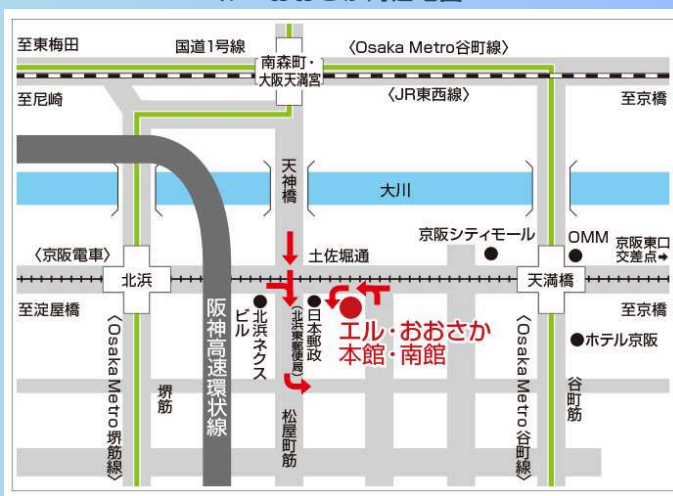 至東梅田
国道1号線
南森町・
大阪天満宮
〈Osaka Metro谷町線〉
至尼崎
〈JR東西線〉
至京橋
天神橋
大川
〈京阪電車〉
北浜
土佐堀通
京阪シティモール
OMM
京阪東口
交差点➡
天満橋
至淀屋橋
阪神高速環状線
北浜ネクス
ビル
日本郵政
(北浜東郵便局)
エル・おおさか
本館・南館
至京橋
ホテル京阪
〈Osaka Metro堺筋線〉
堺筋
松屋町筋
〈Osaka Metro谷町線〉
谷町筋